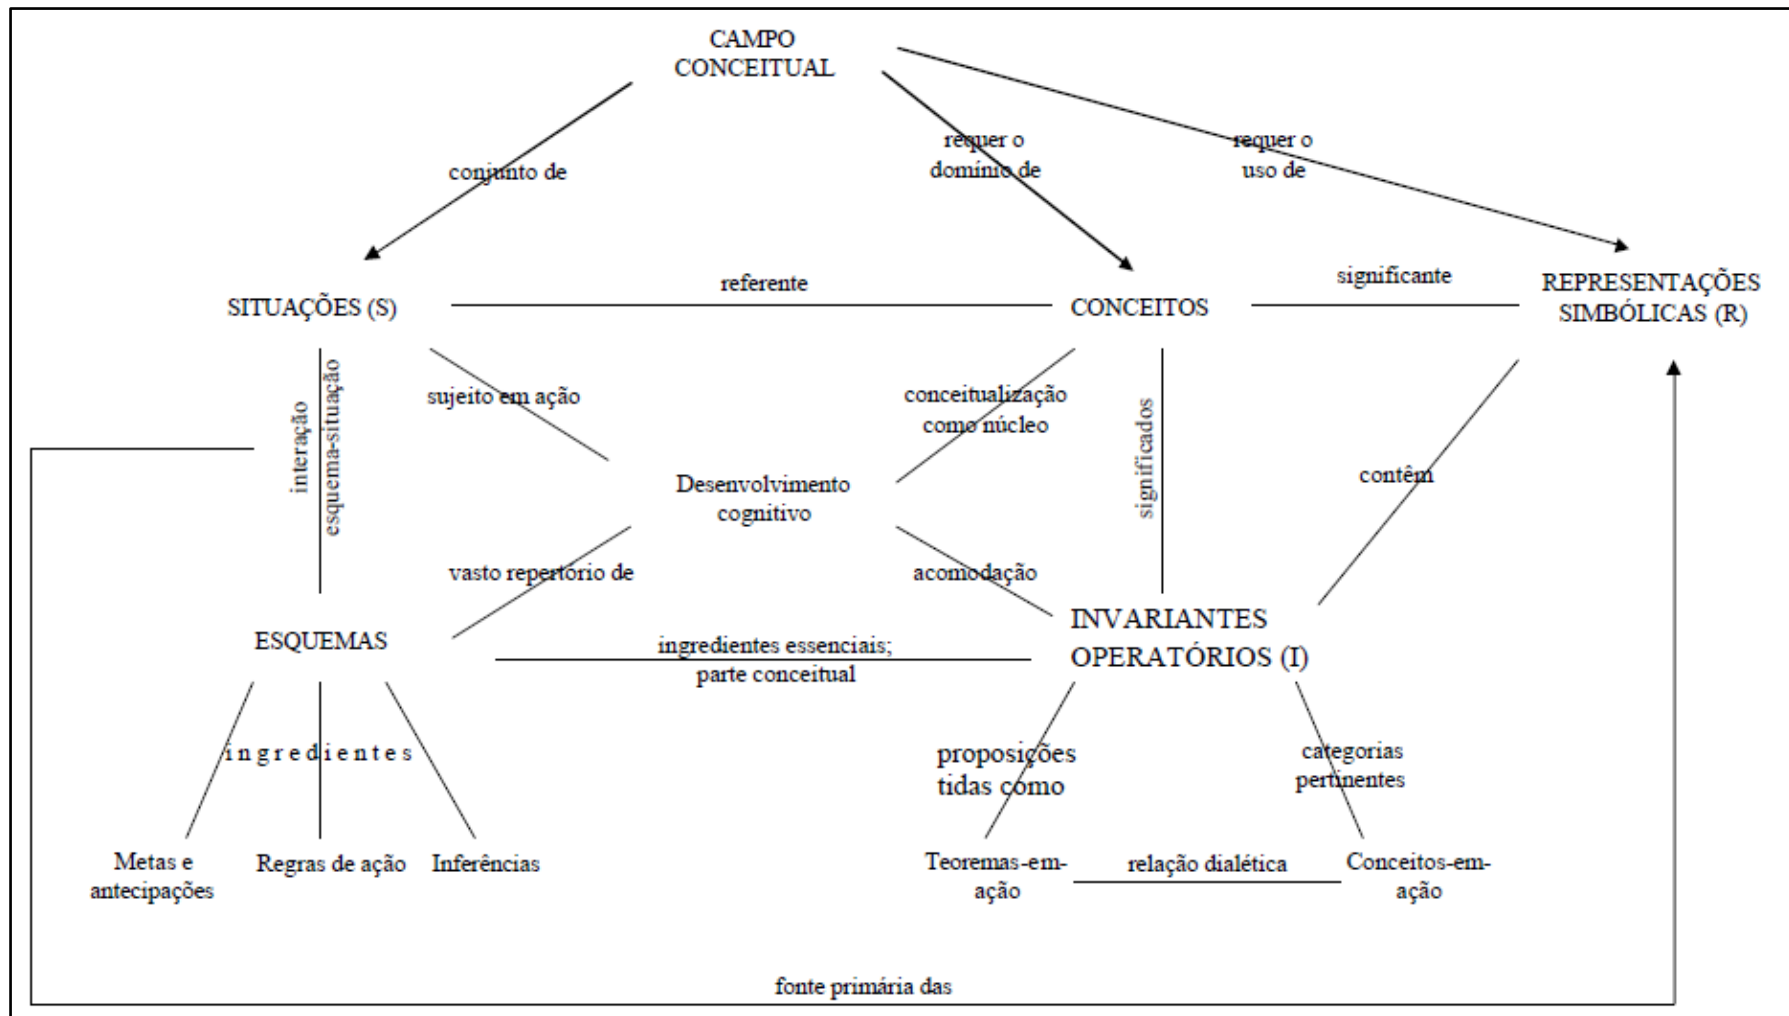 CAMPO
CONCEITUAL
conjunto de
requer o
domínio de
requer o
uso de
SITUAÇÕES (S)
referente
CONCEITOS
significante
REPRESENTAÇÕES
SIMBÓLICAS (R)
interação
esquema-situação
sujeito em ação
conceitualização
como núcleo
significados
contêm
Desenvolvimento
cognitivo
vasto repertório de
acomodação
ESQUEMAS
ingredientes essenciais;
parte conceitual
INVARIANTES
OPERATÓRIOS (I)
ingredientes
proposições
tidas como
categorias
pertinentes
Metas e
antecipações
Regras de ação
Inferências
Teoremas-em-
ação
relação dialética
Conceitos-em-
ação
fonte primária das